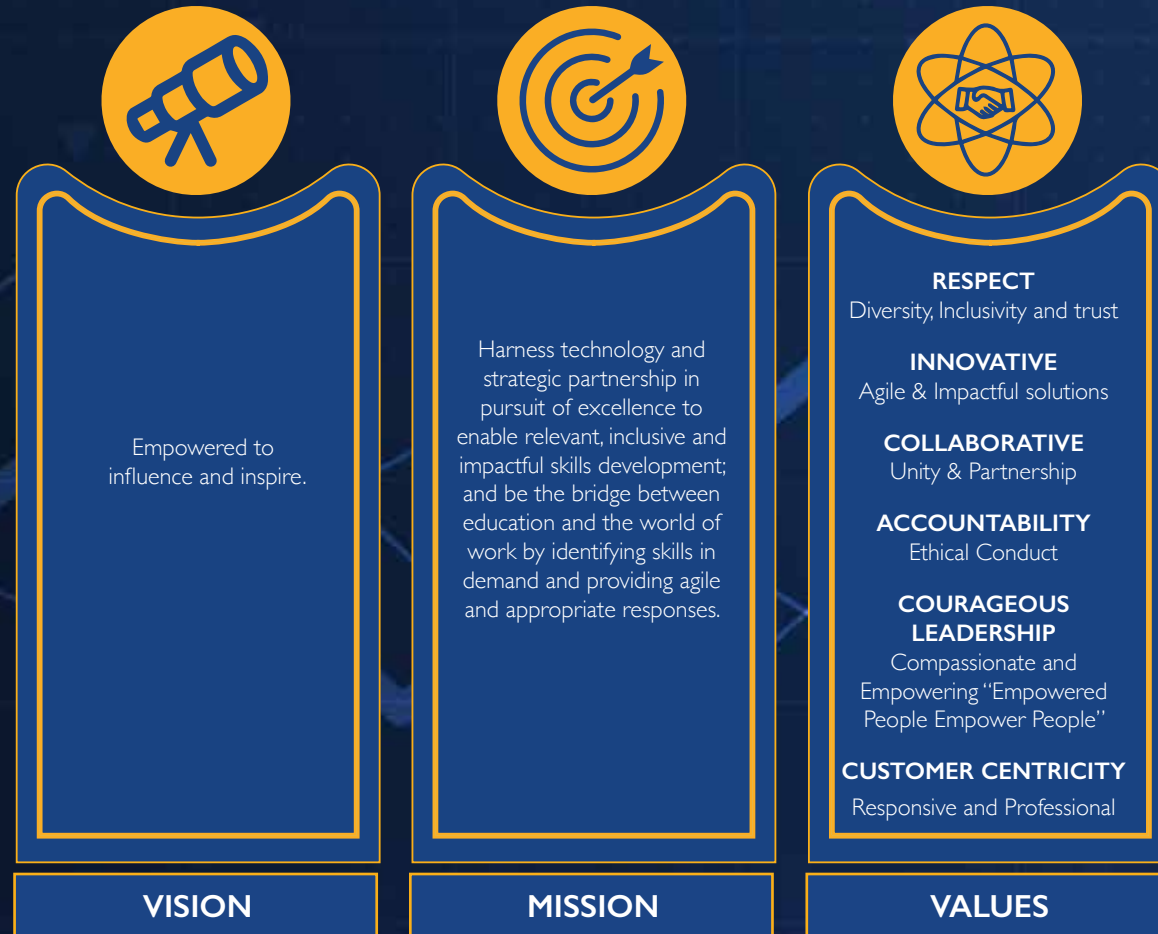 Empowered to
influence and inspire.
VISION
Harness technology and
strategic partnership in
pursuit of excellence to
enable relevant, inclusive and
impactful skills development;
and be the bridge between
education and the world of
work by identifying skills in
demand and providing agile
and appropriate responses.
MISSION
RESPECT
Diversity, Inclusivity and trust
INNOVATIVE
Agile & Impactful solutions
COLLABORATIVE
Unity & Partnership
ACCOUNTABILITY
Ethical Conduct
COURAGEOUS
LEADERSHIP
Compassionate and
Empowering “Empowered
People Empower People”
CUSTOMER CENTRICITY
Responsive and Professional
VALUES